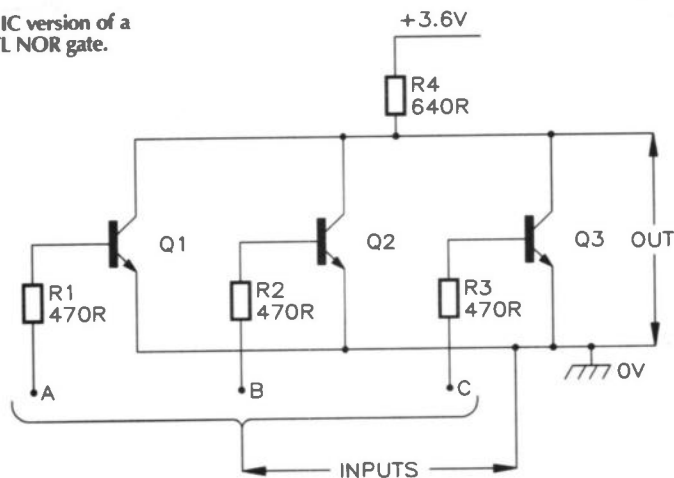 IC version of a
NOR gate.
+3.6V
R4
640R
Q1
Q2
Q3
OUT
R1
470R
R2
470R
R3
470R
A
B
C
0V
INPUTS